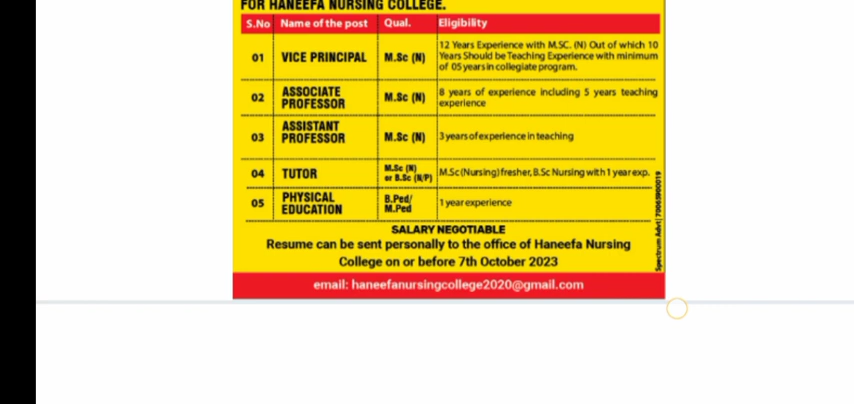 FOR HANEEFA NURSING COLLEGE.
S.No Name of the post Qual. Eligibility
01 VICE PRINCIPAL M.Sc (N) 12 Years Experience with M.SC. (N) Out of which 10
Years Should be Teaching Experience with minimum
of 05 years in collegiate program.
02 ASSOCIATE PROFESSOR M.Sc (N) 8 years of experience including 5 years teaching
experience
03 ASSISTANT PROFESSOR M.Sc (N) 3 years of experience in teaching
04 TUTOR M.Sc (N) or B.Sc (N/P) M.Sc (Nursing) fresher, B.Sc Nursing with 1 year exp.
05 PHYSICAL EDUCATION B.Ped/ M.Ped 1 year experience
SALARY NEGOTIABLE
Resume can be sent personally to the office of Haneefa Nursing
College on or before 7th October 2023
email: haneefanursingcollege2020@gmail.com
Spectrum Advt|